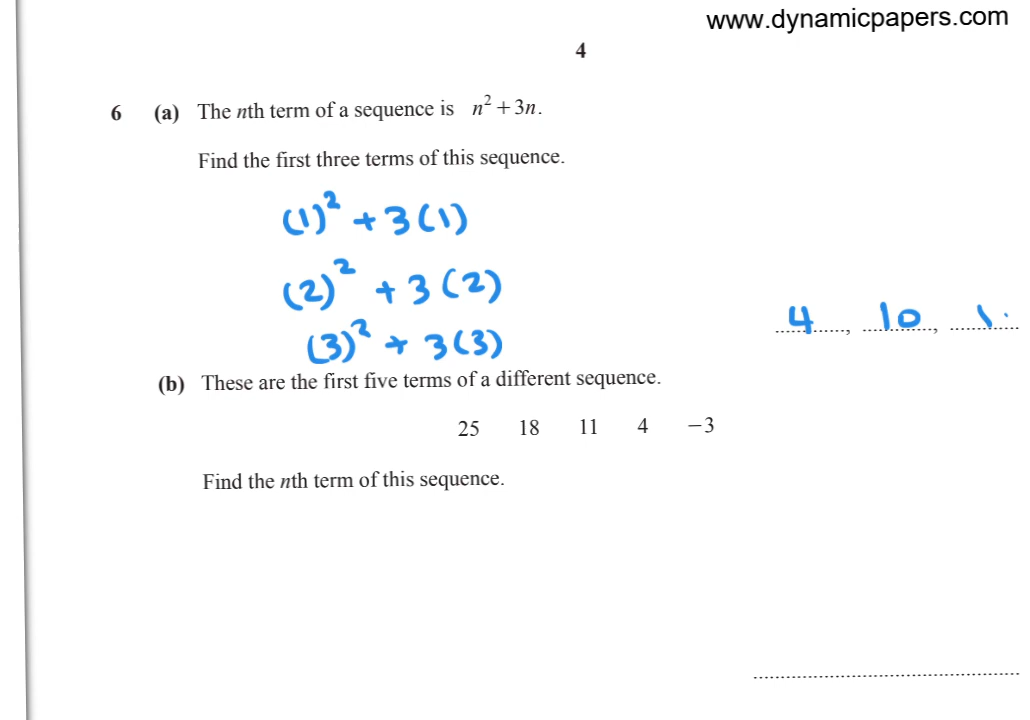 www.dynamicpapers.com
4
6 (a) The nth term of a sequence is n² + 3n.
Find the first three terms of this sequence.
(1)² + 3(1)
(2)² + 3(2)
(3)² + 3(3)
4, 10,
(b) These are the first five terms of a different sequence.
25 18 11 4 −3
Find the nth term of this sequence.